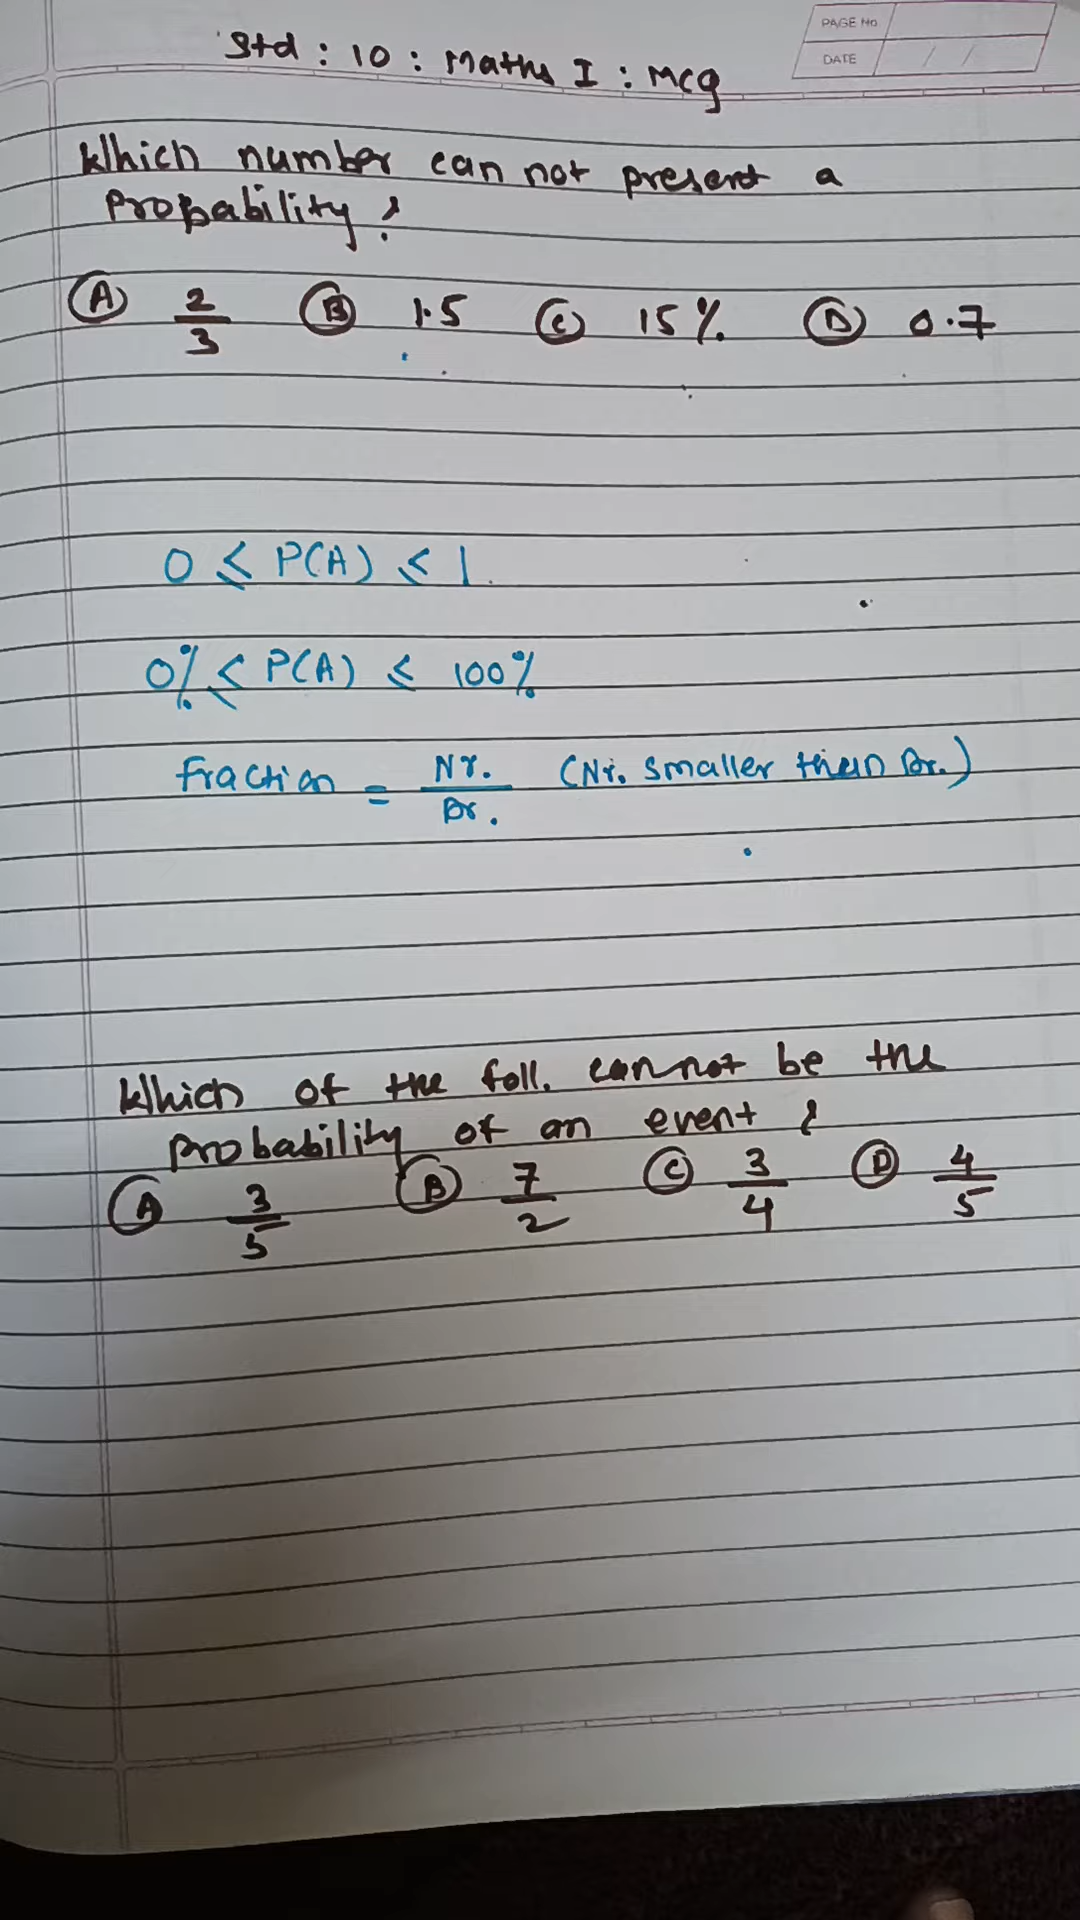 PAGE No.
DATE / /
Std : 10 : Maths I : Mcq
Which number can not present a
Probability ?
(A) 2/3 (B) 1.5 (C) 15% (D) 0.7
0 ≤ P(A) ≤ 1.
0% ≤ P(A) ≤ 100%
Fraction = Nr./Dr. (Nr. smaller than Dr.)
Which of the foll. cannot be the
probability of an event ?
(A) 3/5 (B) 7/2 (C) 3/4 (D) 4/5